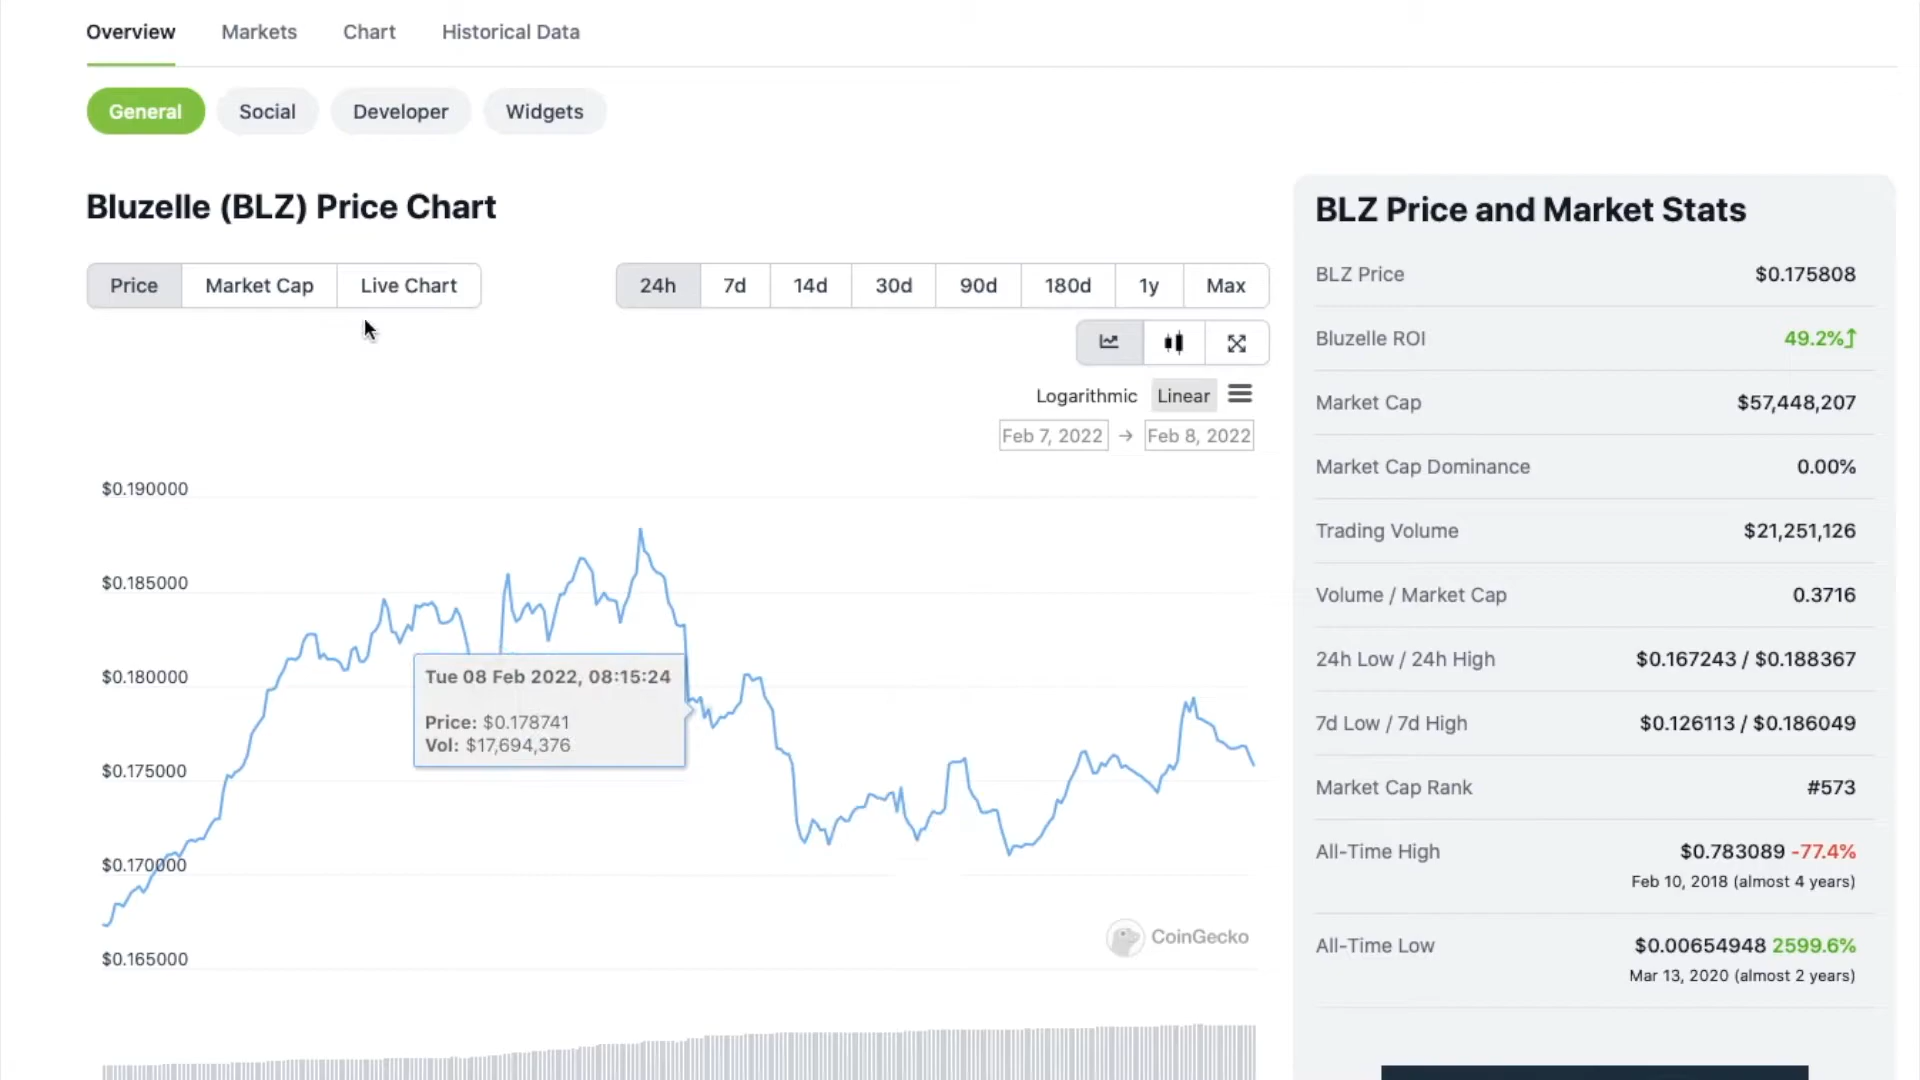 Overview Markets Chart Historical Data
General Social Developer Widgets
Bluzelle (BLZ) Price Chart
Price Market Cap Live Chart
24h 7d 14d 30d 90d 180d 1y Max
Logarithmic Linear
Feb 7, 2022 → Feb 8, 2022
$0.190000
$0.185000
$0.180000
$0.175000
$0.170000
$0.165000
Tue 08 Feb 2022, 08:15:24
Price: $0.178741
Vol: $17,694,376
CoinGecko
BLZ Price and Market Stats
BLZ Price $0.175808
Bluzelle ROI 49.2%
Market Cap $57,448,207
Market Cap Dominance 0.00%
Trading Volume $21,251,126
Volume / Market Cap 0.3716
24h Low / 24h High $0.167243 / $0.188367
7d Low / 7d High $0.126113 / $0.186049
Market Cap Rank #573
All-Time High $0.783089 -77.4%
Feb 10, 2018 (almost 4 years)
All-Time Low $0.00654948 2599.6%
Mar 13, 2020 (almost 2 years)